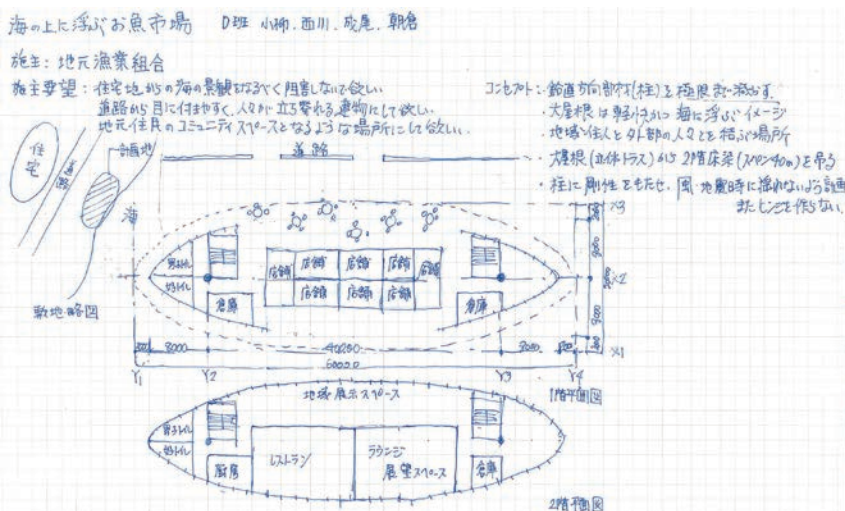 海の上に浮ぶお魚市場 D班 小柳.西川.成尾.朝倉
施主:地元漁業組合
施主要望:住宅地からの海の景観をなるべく阻害しないで欲しい
道路から目に付きやすく、人々が立ち寄れる建物にして欲しい.
地元住民のコミュニティスペースとなるような場所にして欲しい.
コンセプト:・鉛直方向部材(柱)を極限まで減らす.
・大屋根は軽やかに海に浮ぶイメージ
・地域住人と外部の人々とを結ぶ場所
・大屋根(立体トラス)から2階床梁(スパン40m)を吊る
・柱に剛性をもたせ、風・地震時に揺れないよう計画
またピンを作らない.
住宅
道路
計画地
海
敷地略図
道路
男子トイレ
女子トイレ
倉庫
店舗 店舗 店舗 店舗 店舗
店舗 店舗 店舗 店舗
倉庫
X3
9000
X2
9000
X1
8000 40000 8000
60000
Y1 Y2 Y3 Y4
1階平面図
地域展示スペース
男子トイレ
女子トイレ
厨房
レストラン
ラウンジ
展望スペース
倉庫
2階平面図